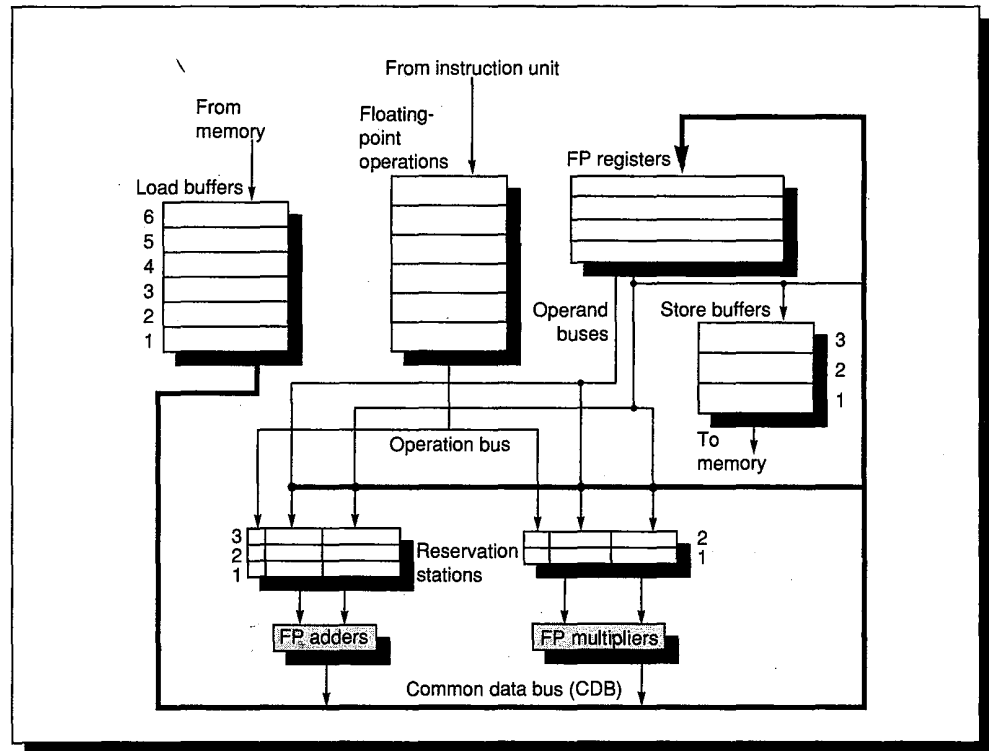 From instruction unit
From
memory
Floating-
point
operations
FP registers
Load buffers
6
5
4
3
2
1
Operand
buses
Store buffers
3
2
1
Operation bus
To
memory
3
2
1
Reservation
stations
2
1
FP adders
FP multipliers
Common data bus (CDB)